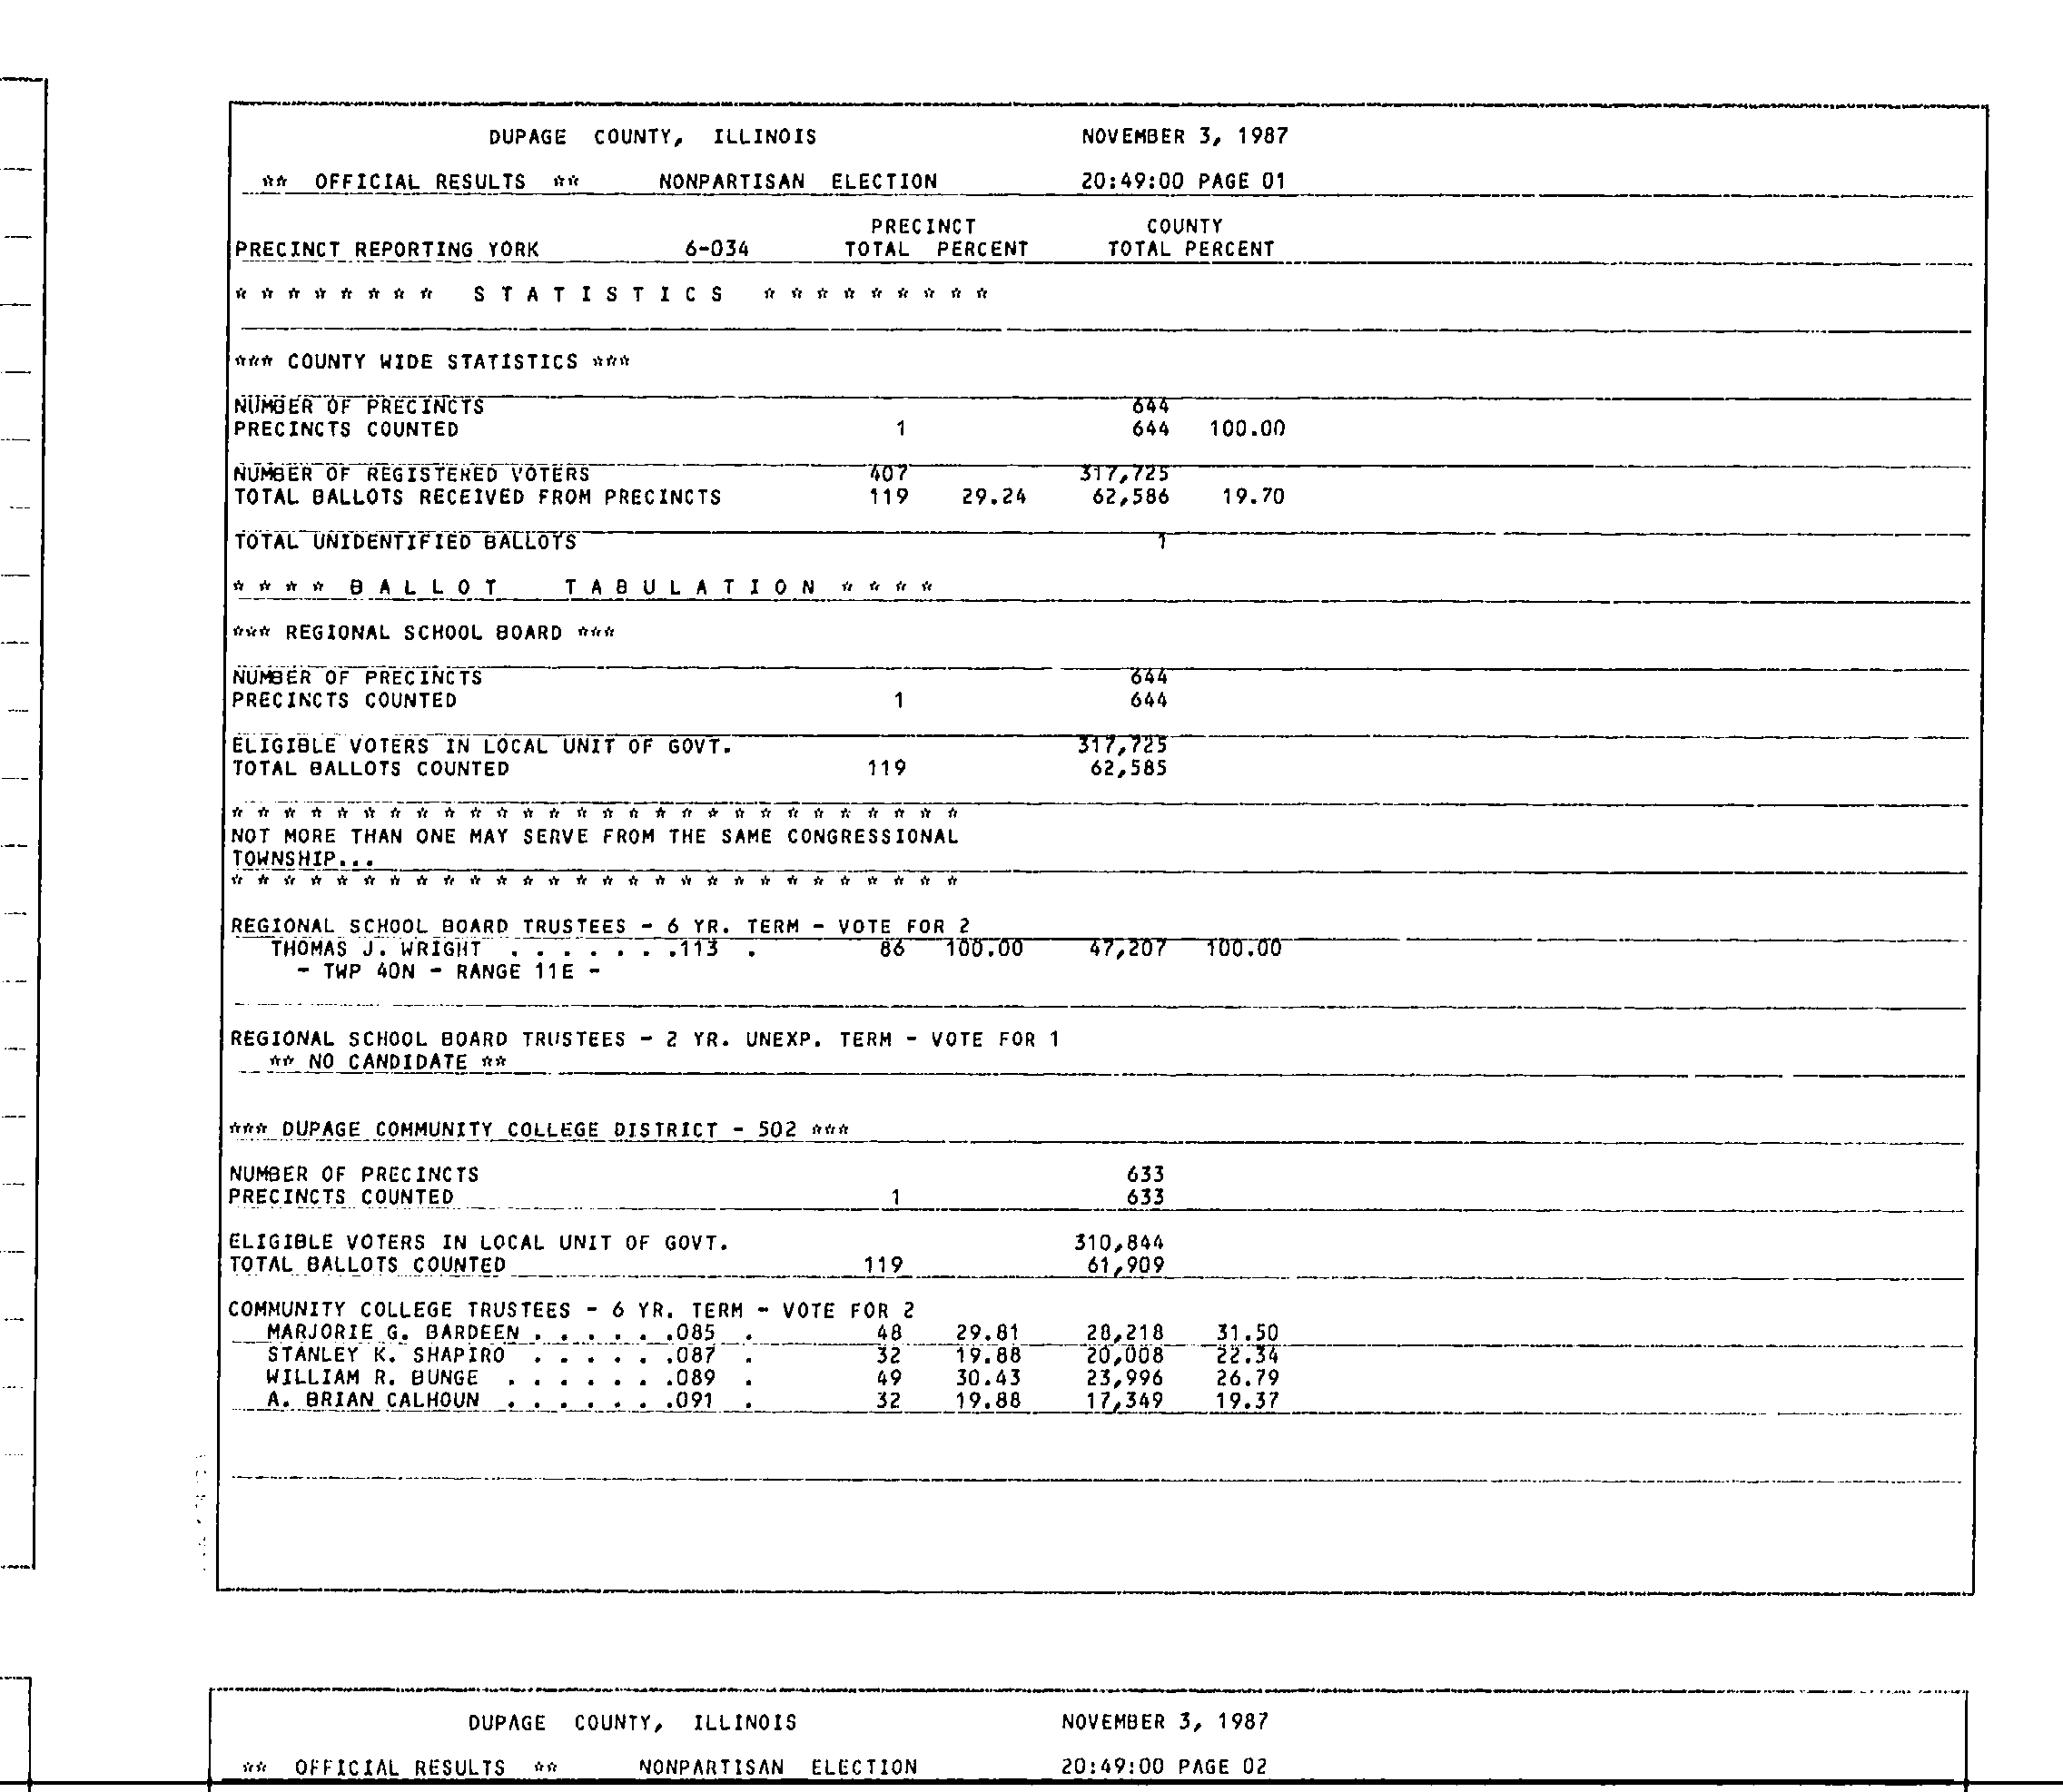 DUPAGE COUNTY, ILLINOIS NOVEMBER 3, 1987
** OFFICIAL RESULTS ** NONPARTISAN ELECTION 20:49:00 PAGE 01
PRECINCT COUNTY
PRECINCT REPORTING YORK 6-034 TOTAL PERCENT TOTAL PERCENT
* * * * * * * * S T A T I S T I C S * * * * * * * * *
*** COUNTY WIDE STATISTICS ***
NUMBER OF PRECINCTS 644
PRECINCTS COUNTED 1 644 100.00
NUMBER OF REGISTERED VOTERS 407 317,725
TOTAL BALLOTS RECEIVED FROM PRECINCTS 119 29.24 62,586 19.70
TOTAL UNIDENTIFIED BALLOTS 1
* * * * B A L L O T T A B U L A T I O N * * * *
*** REGIONAL SCHOOL BOARD ***
NUMBER OF PRECINCTS 644
PRECINCTS COUNTED 1 644
ELIGIBLE VOTERS IN LOCAL UNIT OF GOVT. 317,725
TOTAL BALLOTS COUNTED 119 62,585
* * * * * * * * * * * * * * * * * * * * * * * * * * * *
NOT MORE THAN ONE MAY SERVE FROM THE SAME CONGRESSIONAL
TOWNSHIP...
* * * * * * * * * * * * * * * * * * * * * * * * * * * *
REGIONAL SCHOOL BOARD TRUSTEES - 6 YR. TERM - VOTE FOR 2
THOMAS J. WRIGHT . . . . . . .113 . 86 100.00 47,207 100.00
- TWP 40N - RANGE 11E -
REGIONAL SCHOOL BOARD TRUSTEES - 2 YR. UNEXP. TERM - VOTE FOR 1
** NO CANDIDATE **
*** DUPAGE COMMUNITY COLLEGE DISTRICT - 502 ***
NUMBER OF PRECINCTS 633
PRECINCTS COUNTED 1 633
ELIGIBLE VOTERS IN LOCAL UNIT OF GOVT. 310,844
TOTAL BALLOTS COUNTED 119 61,909
COMMUNITY COLLEGE TRUSTEES - 6 YR. TERM - VOTE FOR 2
MARJORIE G. BARDEEN . . . . . .085 . 48 29.81 28,218 31.50
STANLEY K. SHAPIRO . . . . . .087 . 32 19.88 20,008 22.34
WILLIAM R. BUNGE . . . . . . .089 . 49 30.43 23,996 26.79
A. BRIAN CALHOUN . . . . . . .091 . 32 19.88 17,349 19.37
DUPAGE COUNTY, ILLINOIS NOVEMBER 3, 1987
** OFFICIAL RESULTS ** NONPARTISAN ELECTION 20:49:00 PAGE 02